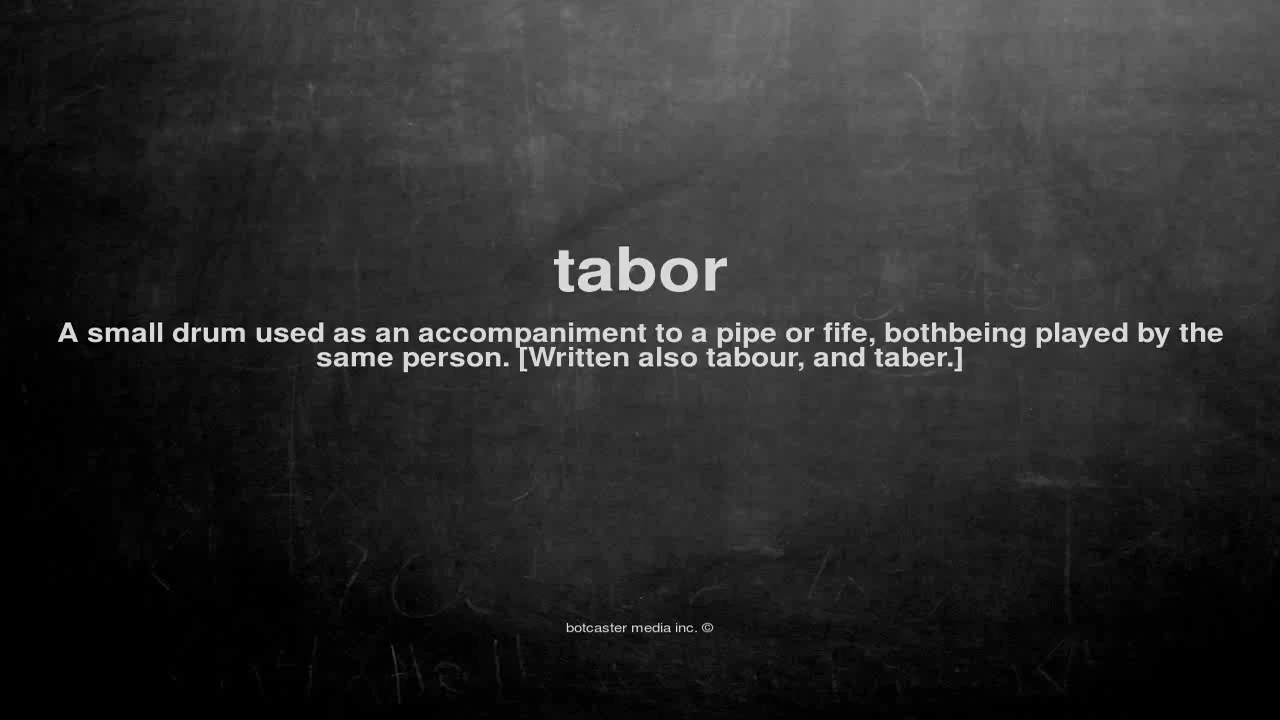 tabor
A small drum used as an accompaniment to a pipe or fife, bothbeing played by the
same person. [Written also tabour, and taber.]
botcaster media inc. ©